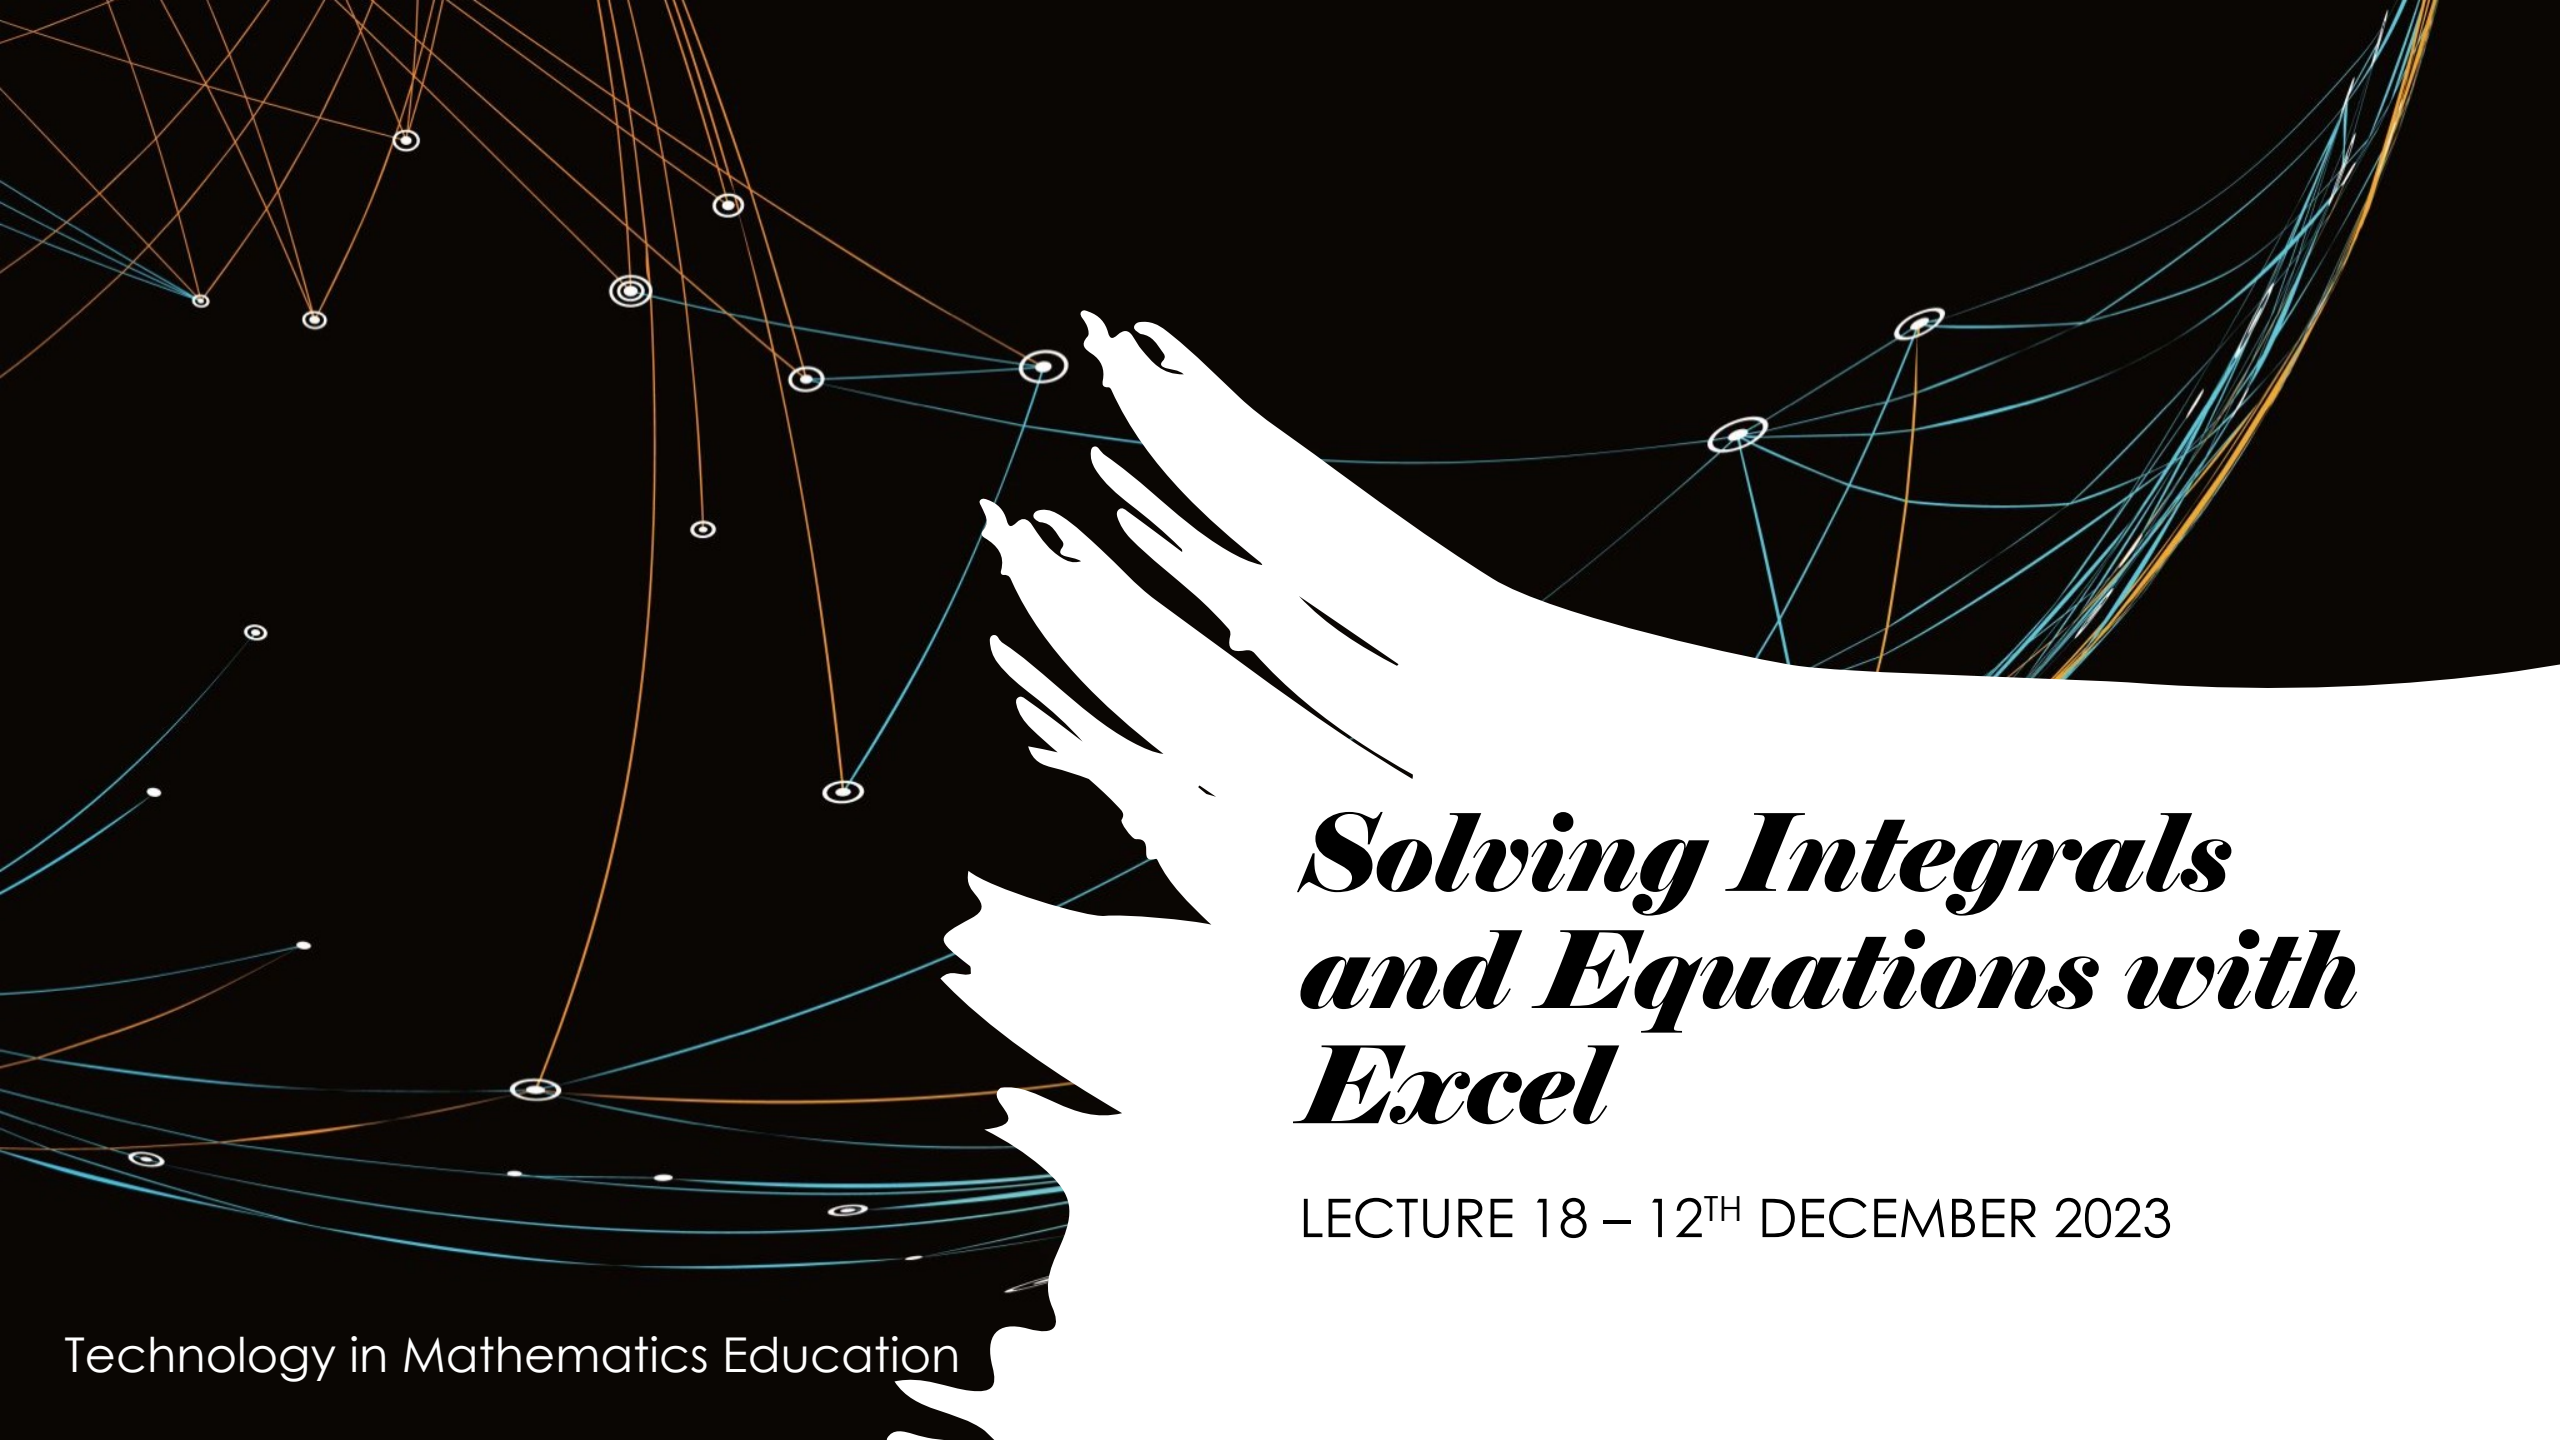 Solving Integrals
and Equations with
Excel
LECTURE 18 – 12TH DECEMBER 2023
Technology in Mathematics Education